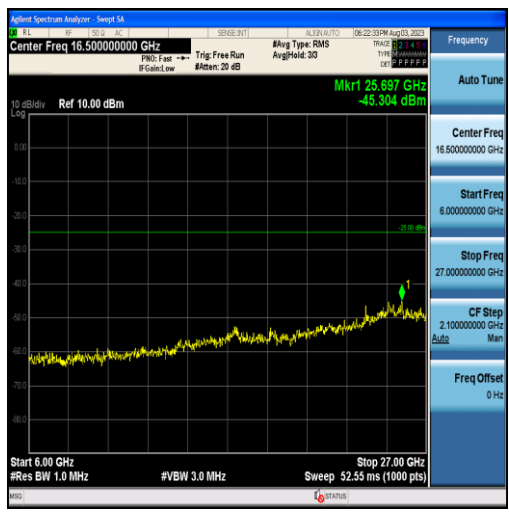 Agilent Spectrum Analyzer - Swept SA
RL RF 50 Ω AC SENSE:INT ALIGN AUTO 06:22:33 PM Aug 03, 2023
Center Freq 16.500000000 GHz
PNO: Fast
IFGain:Low
Trig: Free Run
#Atten: 20 dB
#Avg Type: RMS
Avg|Hold: 3/3
TRACE 1 2 3 4 5 6
TYPE
DET P P P P P P
Mkr1 25.697 GHz
-45.304 dBm
10 dB/div Ref 10.00 dBm
Log
0.00
-10.0
-20.0
-25.00 dBm
-30.0
-40.0
1
-50.0
-60.0
-70.0
-80.0
Start 6.00 GHz Stop 27.00 GHz
#Res BW 1.0 MHz #VBW 3.0 MHz Sweep 52.55 ms (1000 pts)
MSG STATUS
Frequency
Auto Tune
Center Freq
16.500000000 GHz
Start Freq
6.000000000 GHz
Stop Freq
27.000000000 GHz
CF Step
2.100000000 GHz
Auto Man
Freq Offset
0 Hz